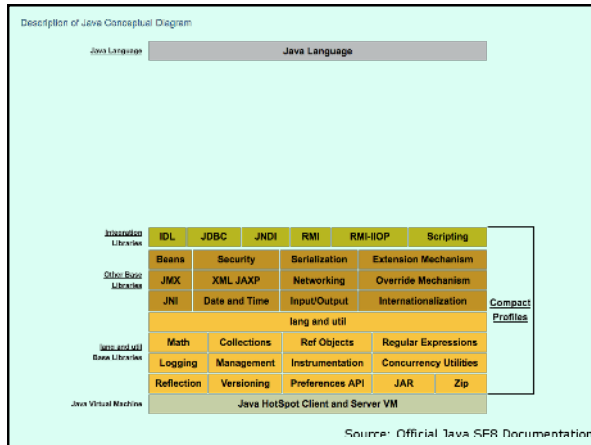 Description of Java Conceptual Diagram
Java Language Java Language
Integration Libraries IDL JDBC JNDI RMI RMI-IIOP Scripting
Beans Security Serialization Extension Mechanism
Other Base Libraries JMX XML JAXP Networking Override Mechanism
JNI Date and Time Input/Output Internationalization
Compact Profiles
lang and util
Math Collections Ref Objects Regular Expressions
lang and util Base Libraries Logging Management Instrumentation Concurrency Utilities
Reflection Versioning Preferences API JAR Zip
Java Virtual Machine Java HotSpot Client and Server VM
Source: Official Java SE8 Documentation